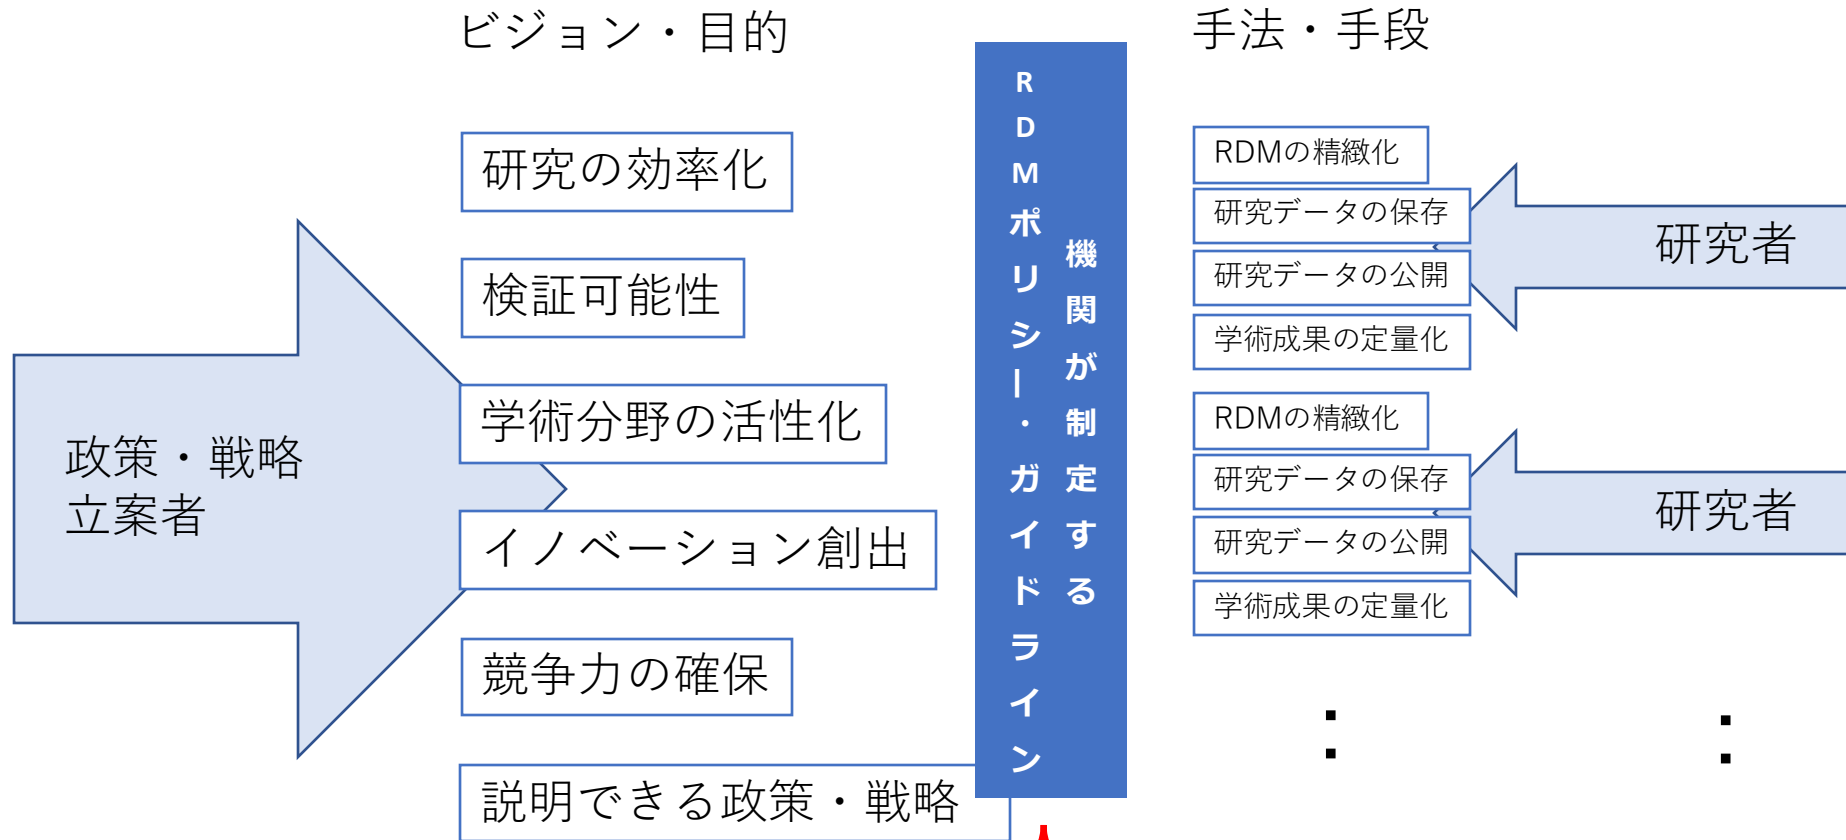 ビジョン・目的
手法・手段
政策・戦略
立案者
研究の効率化
検証可能性
学術分野の活性化
イノベーション創出
競争力の確保
説明できる政策・戦略
機関が制定する
RDMポリシー・ガイドライン
RDMの精緻化
研究データの保存
研究データの公開
学術成果の定量化
研究者
RDMの精緻化
研究データの保存
研究データの公開
学術成果の定量化
研究者
:
: